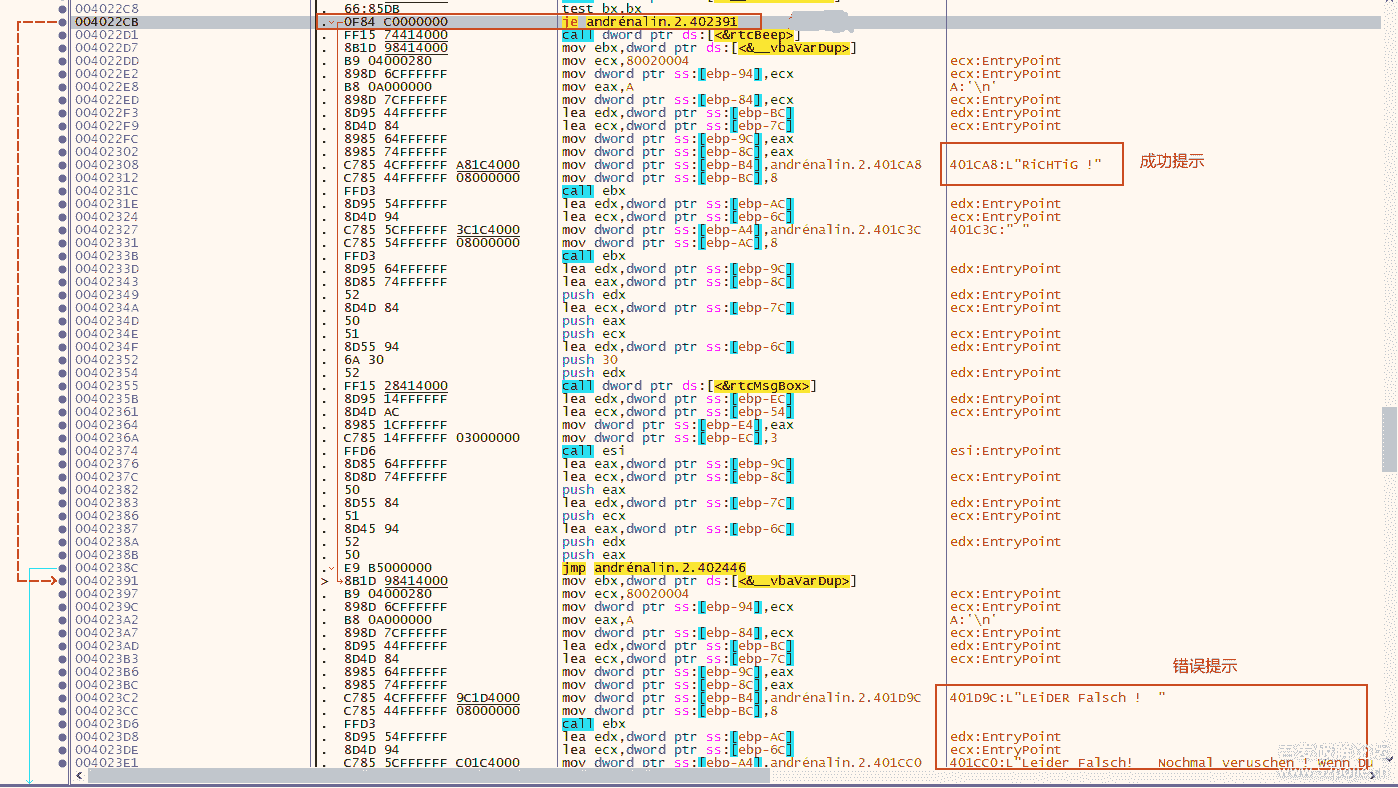 004022C8 . 66:85DB test bx,bx
004022CB . 0F84 C0000000 je andrénalin.2.402391
004022D1 . FF15 74414000 call dword ptr ds:[<&rtcBeep>]
004022D7 . 8B1D 98414000 mov ebx,dword ptr ds:[<&__vbaVarDup>]
004022DD . B9 04000280 mov ecx,80020004 ecx:EntryPoint
004022E2 . 898D 6CFFFFFF mov dword ptr ss:[ebp-94],ecx ecx:EntryPoint
004022E8 . B8 0A000000 mov eax,A A:'\n'
004022ED . 898D 7CFFFFFF mov dword ptr ss:[ebp-84],ecx ecx:EntryPoint
004022F3 . 8D95 44FFFFFF lea edx,dword ptr ss:[ebp-BC] edx:EntryPoint
004022F9 . 8D4D 84 lea ecx,dword ptr ss:[ebp-7C] ecx:EntryPoint
004022FC . 8985 64FFFFFF mov dword ptr ss:[ebp-9C],eax
00402302 . 8985 74FFFFFF mov dword ptr ss:[ebp-8C],eax
00402308 . C785 4CFFFFFF A81C4000 mov dword ptr ss:[ebp-B4],andrénalin.2.401CA8 401CA8:L"RiCHTiG !" 成功提示
00402312 . C785 44FFFFFF 08000000 mov dword ptr ss:[ebp-BC],8
0040231C . FFD3 call ebx
0040231E . 8D95 54FFFFFF lea edx,dword ptr ss:[ebp-AC] edx:EntryPoint
00402324 . 8D4D 94 lea ecx,dword ptr ss:[ebp-6C] ecx:EntryPoint
00402327 . C785 5CFFFFFF 3C1C4000 mov dword ptr ss:[ebp-A4],andrénalin.2.401C3C 401C3C:" "
00402331 . C785 54FFFFFF 08000000 mov dword ptr ss:[ebp-AC],8
0040233B . FFD3 call ebx
0040233D . 8D95 64FFFFFF lea edx,dword ptr ss:[ebp-9C] edx:EntryPoint
00402343 . 8D85 74FFFFFF lea eax,dword ptr ss:[ebp-8C]
00402349 . 52 push edx edx:EntryPoint
0040234A . 8D4D 84 lea ecx,dword ptr ss:[ebp-7C] ecx:EntryPoint
0040234D . 50 push eax
0040234E . 51 push ecx ecx:EntryPoint
0040234F . 8D55 94 lea edx,dword ptr ss:[ebp-6C] edx:EntryPoint
00402352 . 6A 30 push 30
00402354 . 52 push edx edx:EntryPoint
00402355 . FF15 28414000 call dword ptr ds:[<&rtcMsgBox>]
0040235B . 8D95 14FFFFFF lea edx,dword ptr ss:[ebp-EC] edx:EntryPoint
00402361 . 8D4D AC lea ecx,dword ptr ss:[ebp-54] ecx:EntryPoint
00402364 . 8985 1CFFFFFF mov dword ptr ss:[ebp-E4],eax
0040236A . C785 14FFFFFF 03000000 mov dword ptr ss:[ebp-EC],3
00402374 . FFD6 call esi esi:EntryPoint
00402376 . 8D85 64FFFFFF lea eax,dword ptr ss:[ebp-9C]
0040237C . 8D8D 74FFFFFF lea ecx,dword ptr ss:[ebp-8C] ecx:EntryPoint
00402382 . 50 push eax
00402383 . 8D55 84 lea edx,dword ptr ss:[ebp-7C] edx:EntryPoint
00402386 . 51 push ecx ecx:EntryPoint
00402387 . 8D45 94 lea eax,dword ptr ss:[ebp-6C]
0040238A . 52 push edx edx:EntryPoint
0040238B . 50 push eax
0040238C . E9 B5000000 jmp andrénalin.2.402446
00402391 > 8B1D 98414000 mov ebx,dword ptr ds:[<&__vbaVarDup>]
00402397 . B9 04000280 mov ecx,80020004 ecx:EntryPoint
0040239C . 898D 6CFFFFFF mov dword ptr ss:[ebp-94],ecx ecx:EntryPoint
004023A2 . B8 0A000000 mov eax,A A:'\n'
004023A7 . 898D 7CFFFFFF mov dword ptr ss:[ebp-84],ecx ecx:EntryPoint
004023AD . 8D95 44FFFFFF lea edx,dword ptr ss:[ebp-BC] edx:EntryPoint
004023B3 . 8D4D 84 lea ecx,dword ptr ss:[ebp-7C] ecx:EntryPoint
004023B6 . 8985 64FFFFFF mov dword ptr ss:[ebp-9C],eax 错误提示
004023BC . 8985 74FFFFFF mov dword ptr ss:[ebp-8C],eax
004023C2 . C785 4CFFFFFF 9C1D4000 mov dword ptr ss:[ebp-B4],andrénalin.2.401D9C 401D9C:L"LEiDER Falsch ! "
004023CC . C785 44FFFFFF 08000000 mov dword ptr ss:[ebp-BC],8
004023D6 . FFD3 call ebx
004023D8 . 8D95 54FFFFFF lea edx,dword ptr ss:[ebp-AC] edx:EntryPoint
004023DE . 8D4D 94 lea ecx,dword ptr ss:[ebp-6C] ecx:EntryPoint
004023E1 . C785 5CFFFFFF C01C4000 mov dword ptr ss:[ebp-A4],andrénalin.2.401CC0 401CC0:L"Leider Falsch! Nochmal veruschen ! Wenn Du
吾爱破解论坛
www.52pojie.cn